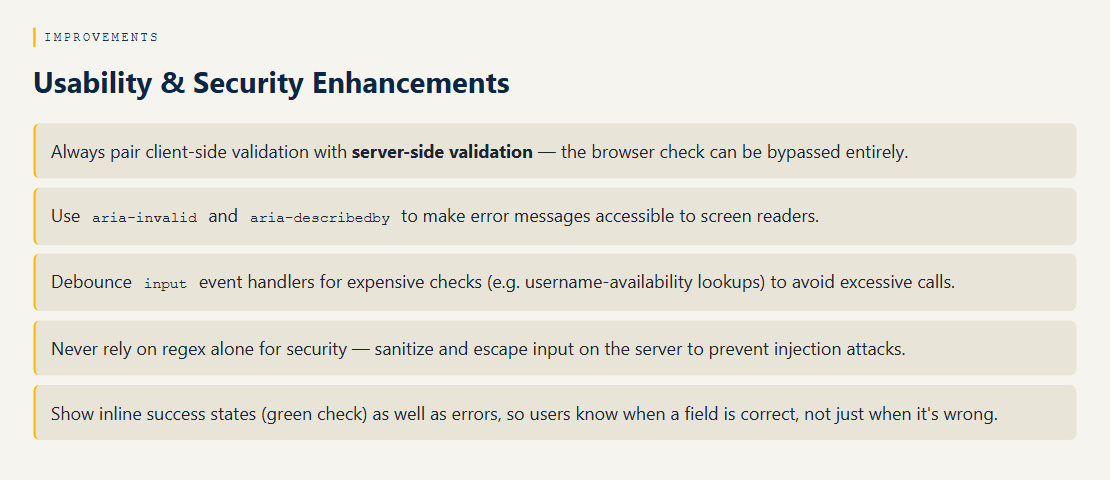 IMPROVEMENTS
Usability & Security Enhancements
Always pair client-side validation with server-side validation — the browser check can be bypassed entirely.
Use aria-invalid and aria-describedby to make error messages accessible to screen readers.
Debounce input event handlers for expensive checks (e.g. username-availability lookups) to avoid excessive calls.
Never rely on regex alone for security — sanitize and escape input on the server to prevent injection attacks.
Show inline success states (green check) as well as errors, so users know when a field is correct, not just when it's wrong.